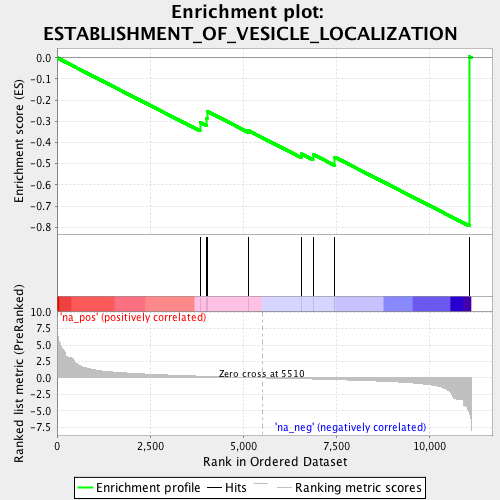 Enrichment plot:
ESTABLISHMENT_OF_VESICLE_LOCALIZATION
Enrichment score (ES)
0.0
-0.1
-0.2
-0.3
-0.4
-0.5
-0.6
-0.7
-0.8
Ranked list metric (PreRanked)
10.0
7.5
5.0
2.5
0.0
-2.5
-5.0
-7.5
'na_pos' (positively correlated)
Zero cross at 5510
'na_neg' (negatively correlated)
0
2,500
5,000
7,500
10,000
Rank in Ordered Dataset
Enrichment profile
Hits
Ranking metric scores